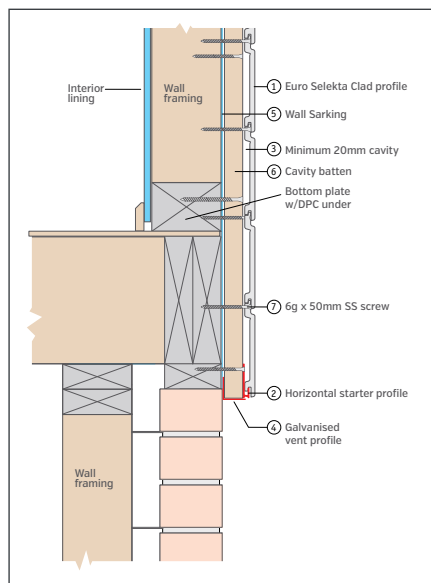 Interior
lining
Wall
framing
1 Euro Selekta Clad profile
5 Wall Sarking
3 Minimum 20mm cavity
6 Cavity batten
Bottom plate
w/DPC under
7 6g x 50mm SS screw
2 Horizontal starter profile
4 Galvanised
vent profile
Wall
framing